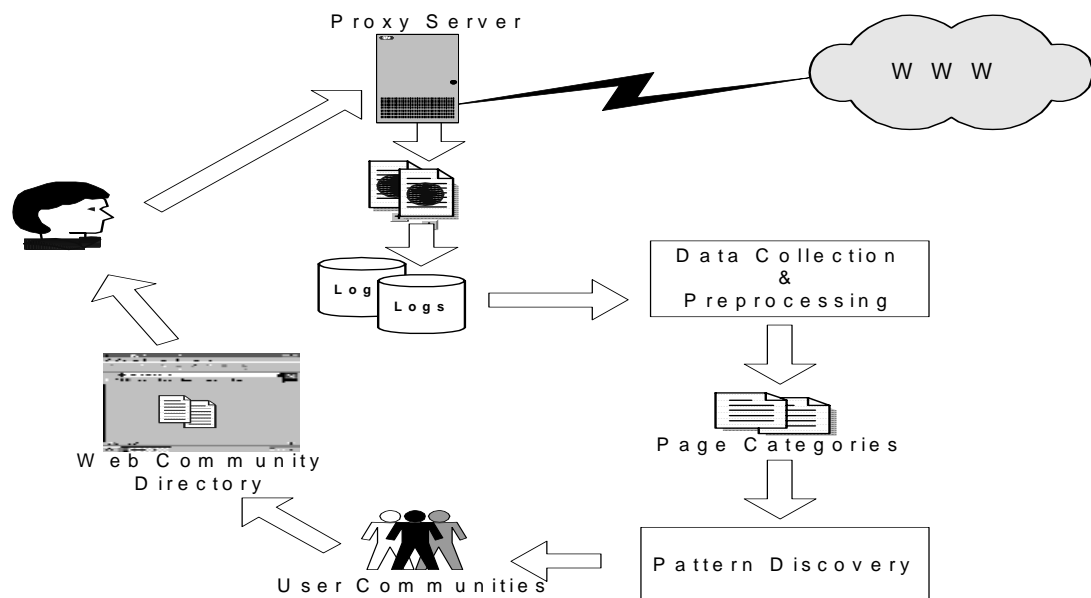 Proxy Server
WWW
Log
Logs
Data Collection
&
Preprocessing
Page Categories
Web Community
Directory
User Communities
Pattern Discovery